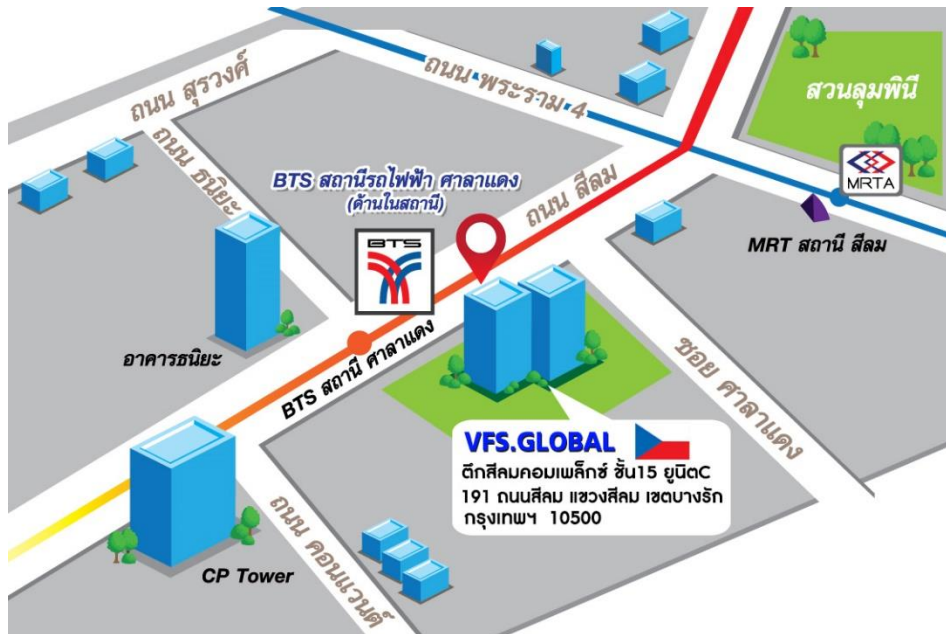 ถนน สุรวงศ์
ถนน พระราม 4
สวนลุมพินี
ถนน ธนิยะ
BTS สถานีรถไฟฟ้า ศาลาแดง
(ด้านในสถานี)
ถนน สีลม
MRTA
BTS
MRT สถานี สีลม
อาคารธนิยะ
BTS สถานี ศาลาแดง
ซอย ศาลาแดง
VFS.GLOBAL
ตึกสีลมคอมเพล็กซ์ ชั้น15 ยูนิตC
191 ถนนสีลม แขวงสีลม เขตบางรัก
กรุงเทพฯ 10500
CP Tower
ถนน คอนแวนต์